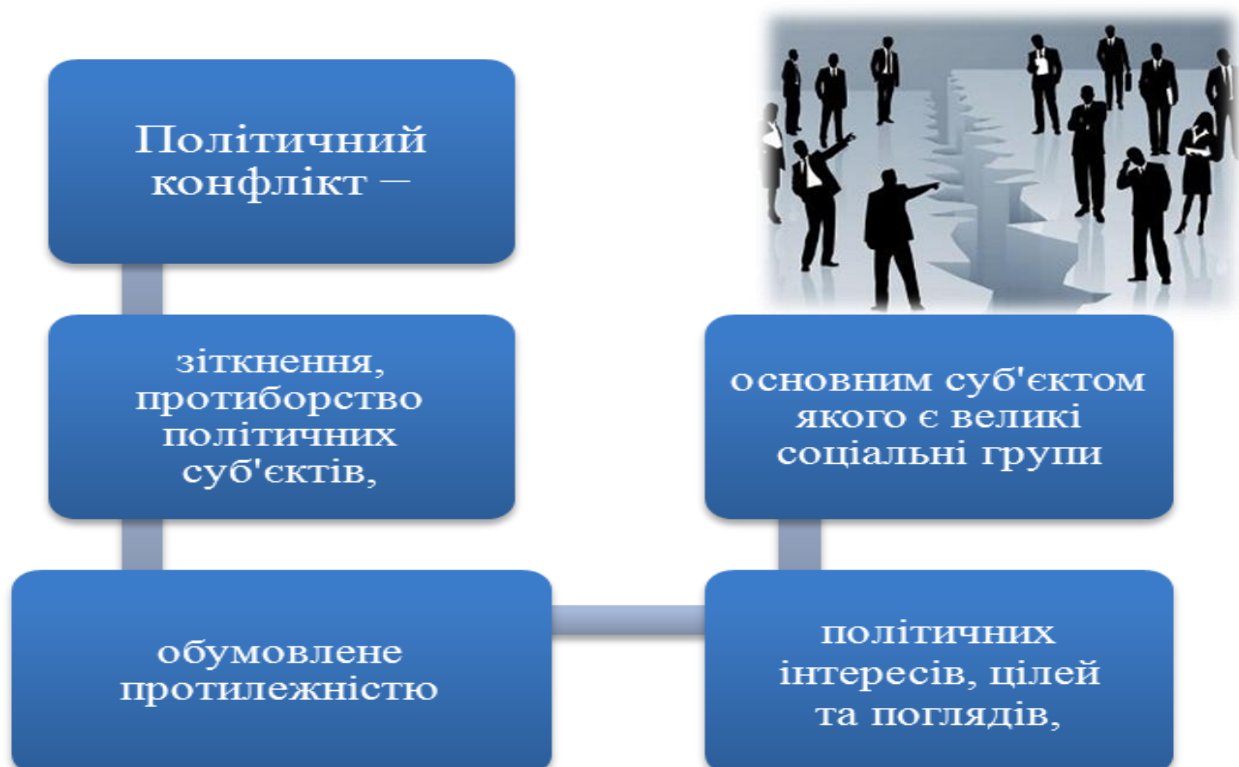 Політичний
конфлікт –
зіткнення,
протиборство
політичних
суб'єктів,
обумовлене
протилежністю
політичних
інтересів, цілей
та поглядів,
основним суб'єктом
якого є великі
соціальні групи